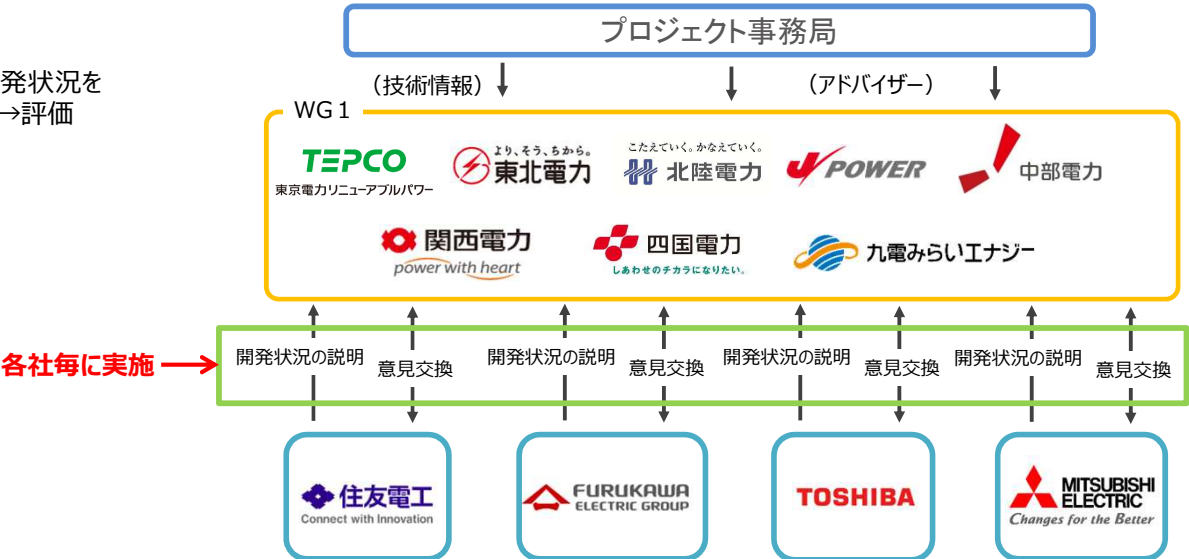 プロジェクト事務局
発状況を
→評価
（技術情報）
（アドバイザー）
WG１
TEPCO
東京電力リニューアブルパワー
より、そう、ちから。
東北電力
こたえていく。かなえていく。
北陸電力
J POWER
中部電力
関西電力
power with heart
四国電力
しあわせのチカラになりたい。
九電みらいエナジー
各社毎に実施
開発状況の説明
意見交換
開発状況の説明
意見交換
開発状況の説明
意見交換
開発状況の説明
意見交換
住友電工
Connect with Innovation
FURUKAWA
ELECTRIC GROUP
TOSHIBA
MITSUBISHI
ELECTRIC
Changes for the Better